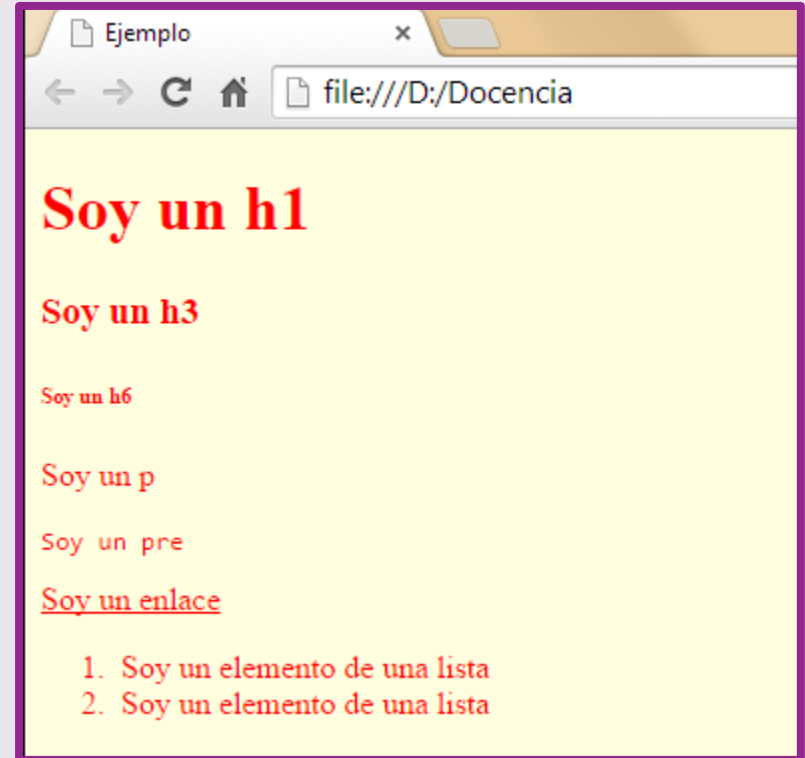 Ejemplo
file:///D:/Docencia
Soy un h1
Soy un h3
Soy un h6
Soy un p
Soy un pre
Soy un enlace
1. Soy un elemento de una lista
2. Soy un elemento de una lista